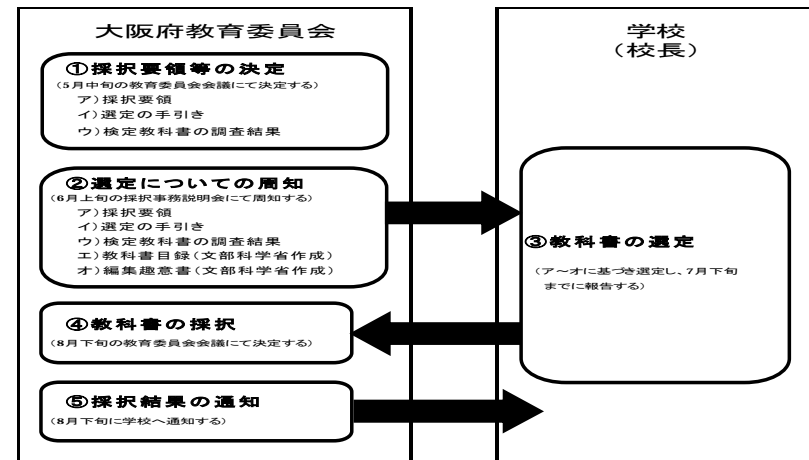 大阪府教育委員会
①採択要領等の決定
(5月中旬の教育委員会会議にて決定する)
ア)採択要領
イ)選定の手引き
ウ)検定教科書の調査結果
②選定についての周知
(6月上旬の採択事務説明会にて周知する)
ア)採択要領
イ)選定の手引き
ウ)検定教科書の調査結果
エ)教科書目録(文部科学省作成)
オ)編集趣意書(文部科学省作成)
④教科書の採択
(8月下旬の教育委員会会議にて決定する)
⑤採択結果の通知
(8月下旬に学校へ通知する)
学校
(校長)
③教科書の選定
(ア~オに基づき選定し、7月下旬
までに報告する)